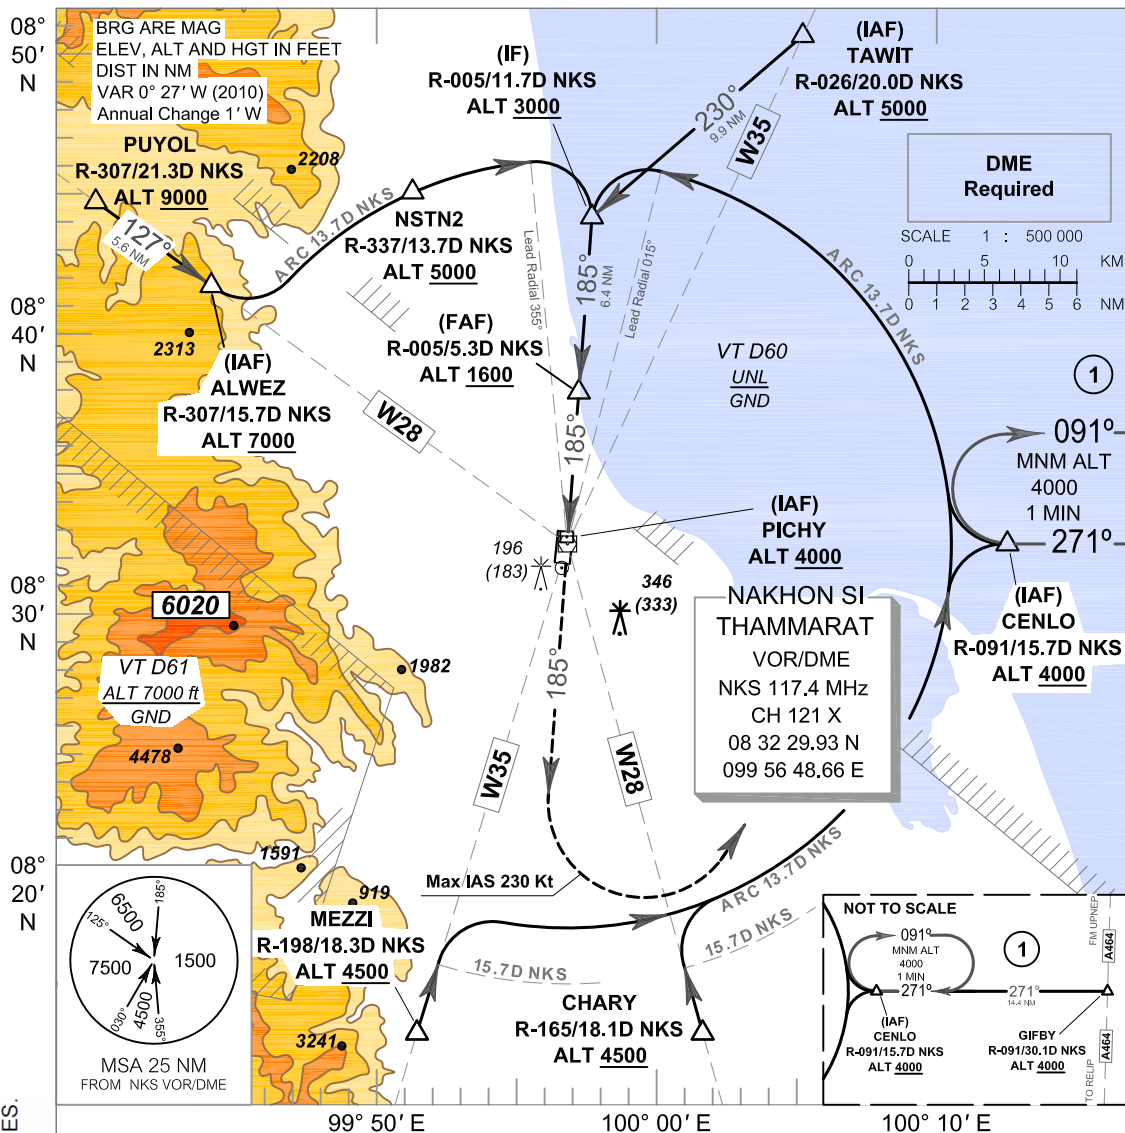 08°
50′
N
BRG ARE MAG
ELEV, ALT AND HGT IN FEET
DIST IN NM
VAR 0° 27′ W (2010)
Annual Change 1′ W
PUYOL
R-307/21.3D NKS
ALT 9000
2208
127°
5.6 NM
ARC 13.7D NKS
NSTN2
R-337/13.7D NKS
ALT 5000
(IF)
R-005/11.7D NKS
ALT 3000
(IAF)
TAWIT
R-026/20.0D NKS
ALT 5000
230°
9.9 NM
W35
DME
Required
SCALE 1 : 500 000
0 5 10 KM
0 1 2 3 4 5 6 NM
Lead Radial 355°
185°
6.4 NM
Lead Radial 015°
ARC 13.7D NKS
08°
40′
N
2313
(IAF)
ALWEZ
R-307/15.7D NKS
ALT 7000
(FAF)
R-005/5.3D NKS
ALT 1600
VT D60
UNL
GND
W28
185°
1
091°
MNM ALT
4000
1 MIN
271°
(IAF)
PICHY
ALT 4000
196
(183)
346
(333)
08°
30′
N
6020
VT D61
ALT 7000 ft
GND
4478
1982
185°
NAKHON SI
THAMMARAT
VOR/DME
NKS 117.4 MHz
CH 121 X
08 32 29.93 N
099 56 48.66 E
(IAF)
CENLO
R-091/15.7D NKS
ALT 4000
W35
W28
08°
20′
N
1591
919
Max IAS 230 Kt
ARC 13.7D NKS
MEZZI
R-198/18.3D NKS
ALT 4500
15.7D NKS
15.7D NKS
CHARY
R-165/18.1D NKS
ALT 4500
3241
6500
185°
125°
7500
1500
030°
4500
355°
MSA 25 NM
FROM NKS VOR/DME
NOT TO SCALE
091°
MNM ALT
4000
1 MIN
271°
1
271°
14.4 NM
(IAF)
CENLO
R-091/15.7D NKS
ALT 4000
GIFBY
R-091/30.1D NKS
ALT 4000
FM UPNEP
A464
A464
TO RELIP
08°
10′
N
99° 50′ E
100° 00′ E
100° 10′ E
ES.